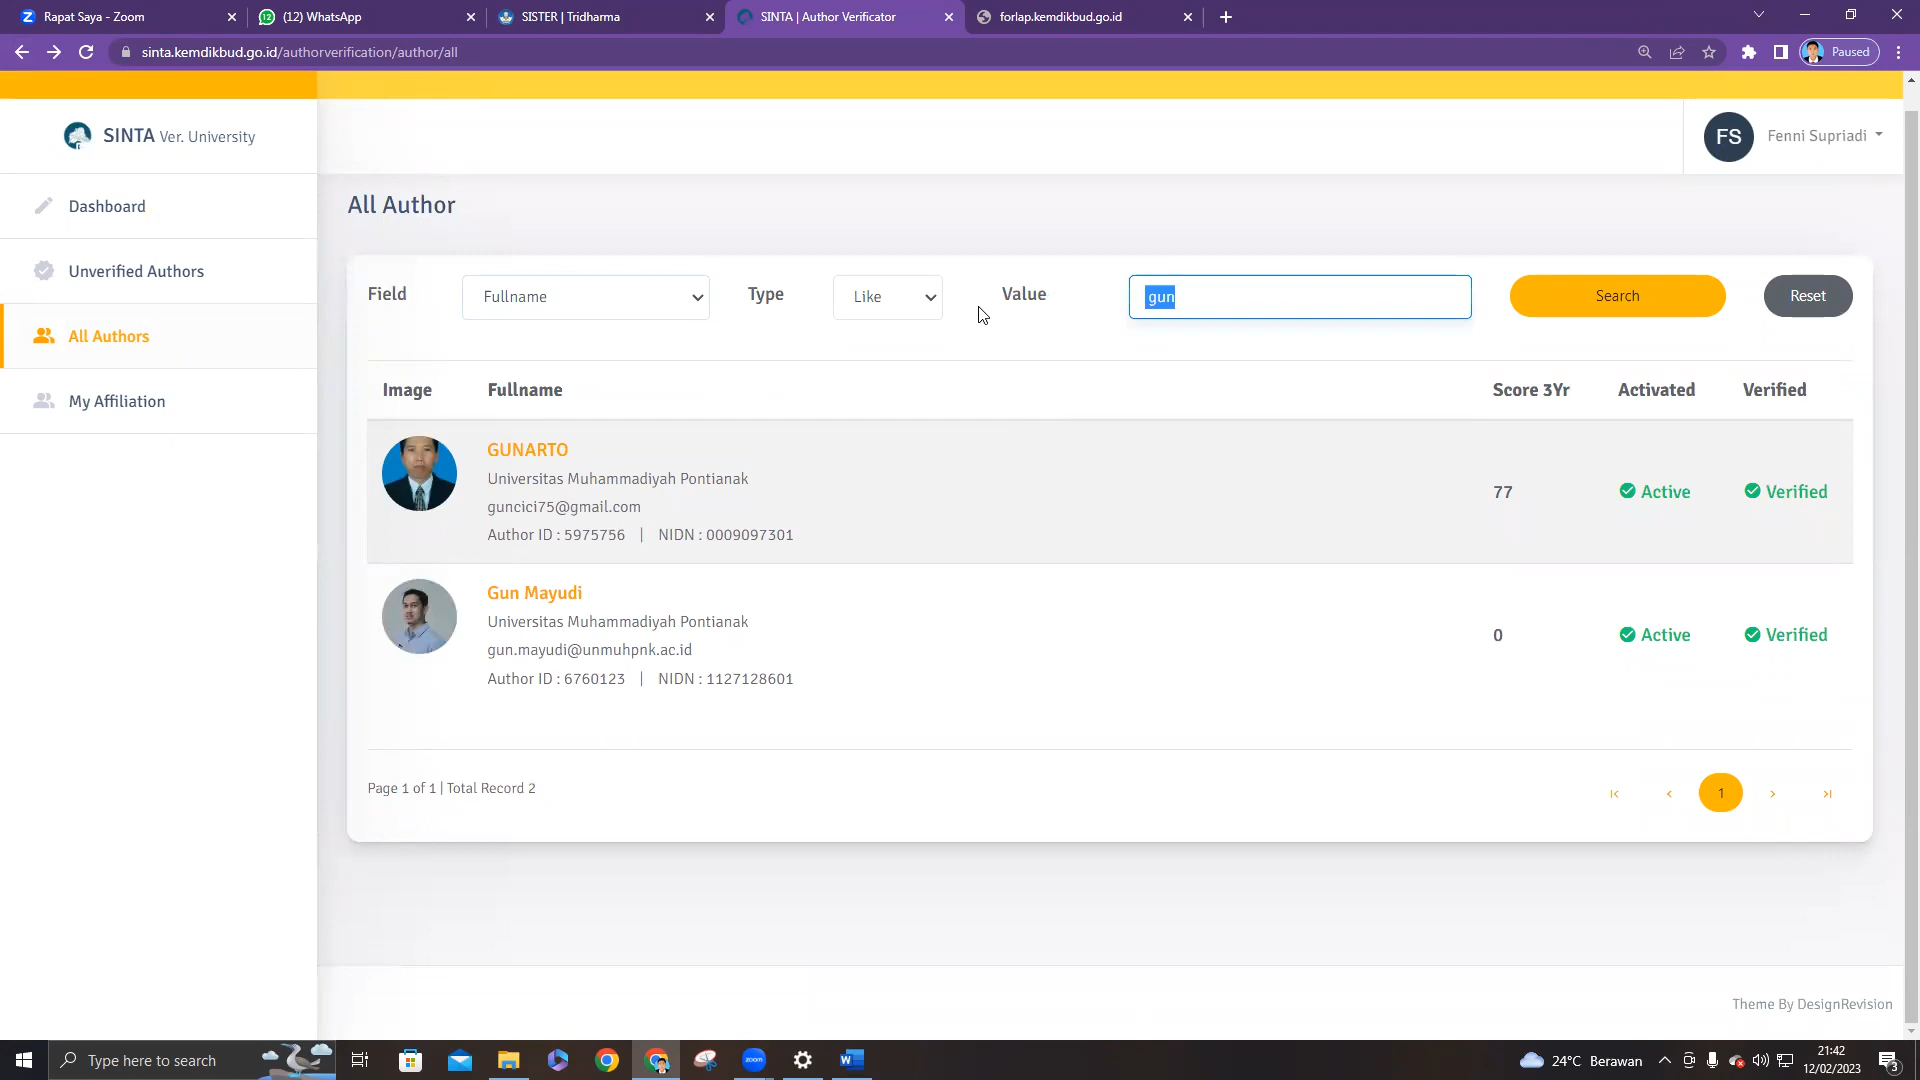 Rapat Saya - Zoom
(12) WhatsApp
SISTER | Tridharma
SINTA | Author Verificator
forlap.kemdikbud.go.id
sinta.kemdikbud.go.id/authorverification/author/all
Paused
SINTA Ver. University
FS
Fenni Supriadi
Dashboard
Unverified Authors
All Authors
My Affiliation
All Author
Field
Fullname
Type
Like
Value
gun
Search
Reset
Image
Fullname
Score 3Yr
Activated
Verified
GUNARTO
Universitas Muhammadiyah Pontianak
guncici75@gmail.com
Author ID : 5975756 | NIDN : 0009097301
77
Active
Verified
Gun Mayudi
Universitas Muhammadiyah Pontianak
gun.mayudi@unmuhpnk.ac.id
Author ID : 6760123 | NIDN : 1127128601
0
Active
Verified
Page 1 of 1 | Total Record 2
1
Theme By DesignRevision
Type here to search
zoom
24°C Berawan
21:42
12/02/2023
3